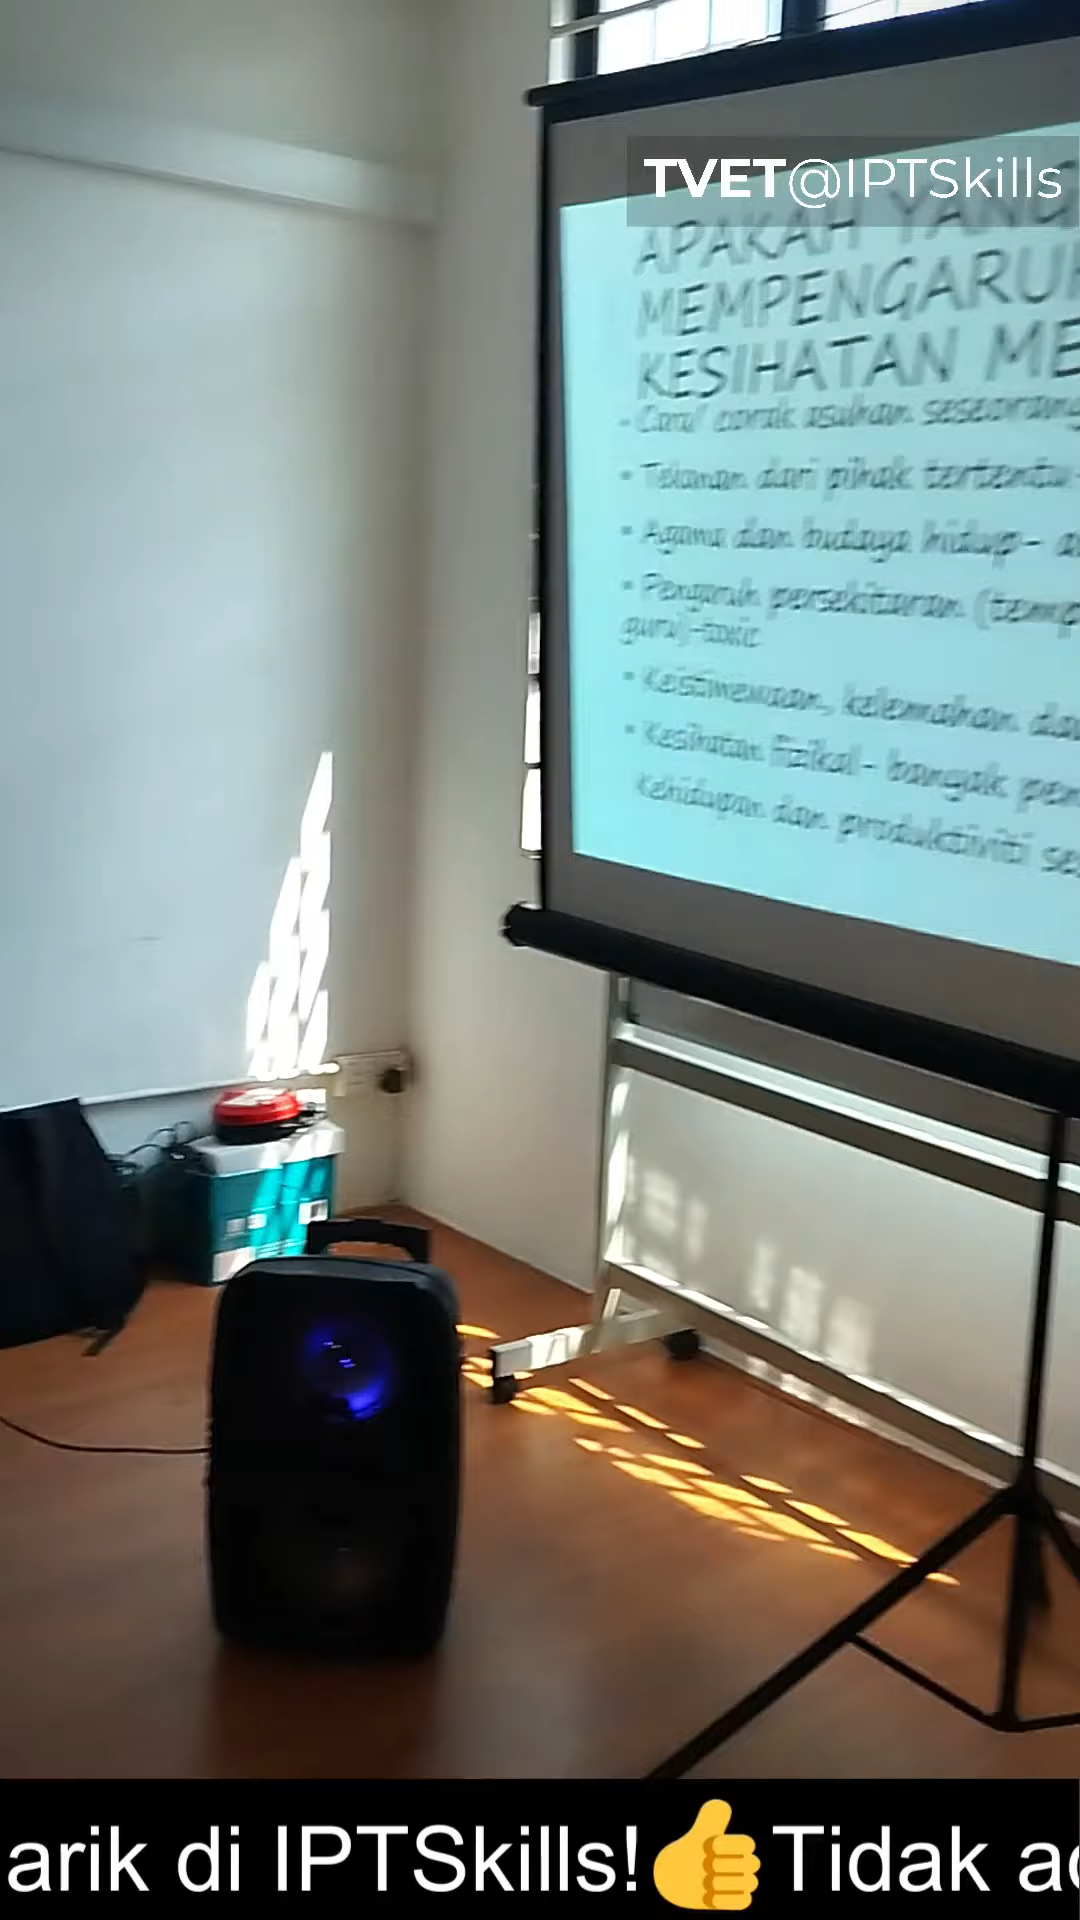 TVET@IPTSkills
APAKAH YANG
MEMPENGARUH
KESIHATAN ME
- Cara/ corak asuhan seseorang
• Tekanan dari pihak tertentu-
• Agama dan budaya hidup- a
• Pengaruh persekitaran (temp
guru)-toxic
• Keistimewaan, kelemahan da
• Kesihatan fizikal- banyak pen
Kehidupan dan produktiviti se
arik di IPTSkills!👍Tidak ad